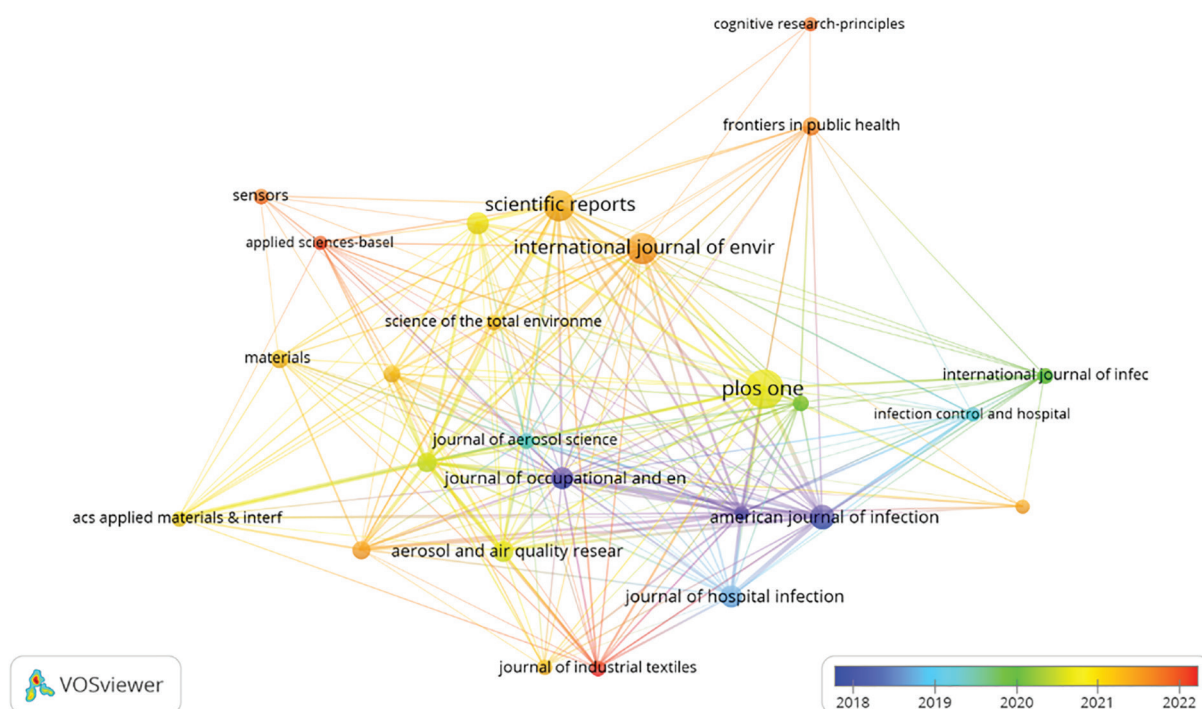 cognitive research-principles
frontiers in public health
sensors
scientific reports
applied sciences-basel
international journal of envir
science of the total environme
materials
international journal of infec
plos one
infection control and hospital
journal of aerosol science
journal of occupational and en
acs applied materials & interf
american journal of infection
aerosol and air quality resear
journal of hospital infection
journal of industrial textiles
VOSviewer
2018 2019 2020 2021 2022